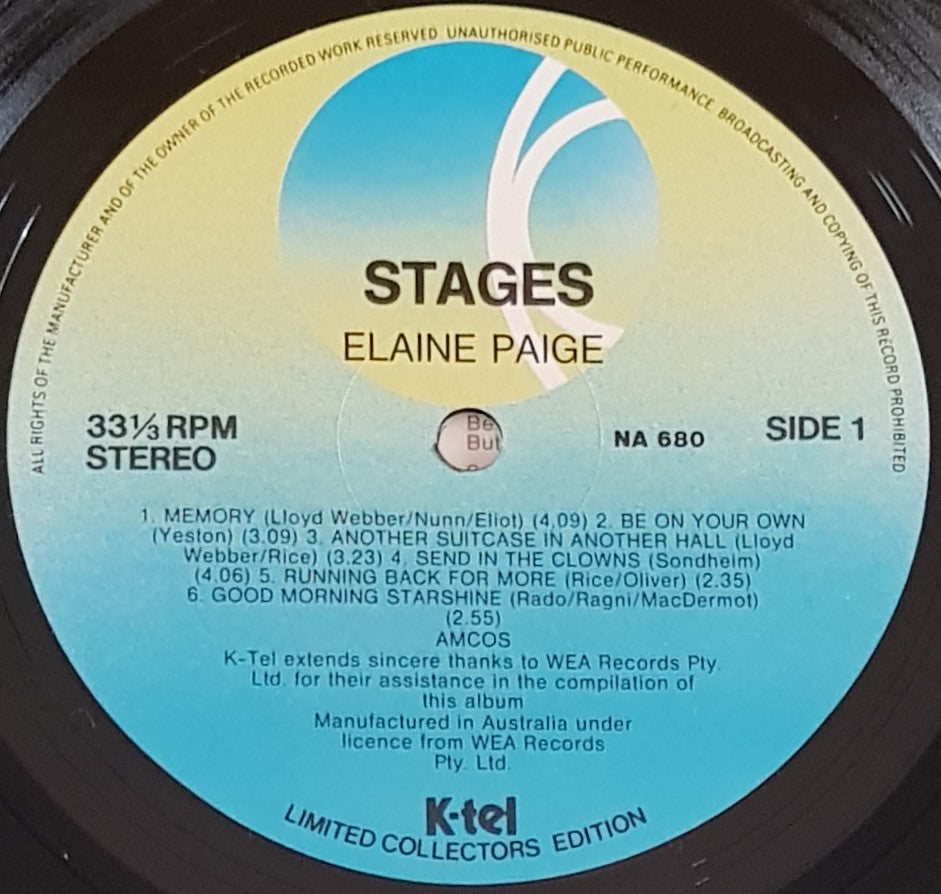 ALL RIGHTS OF THE MANUFACTURER AND OF THE OWNER OF THE RECORDED WORK RESERVED. UNAUTHORISED PUBLIC PERFORMANCE. BROADCASTING AND COPYING OF THIS RECORD PROHIBITED
STAGES
ELAINE PAIGE
33⅓ RPM
STEREO
Be
But
NA 680
SIDE 1
1. MEMORY (Lloyd Webber/Nunn/Eliot) (4.09) 2. BE ON YOUR OWN
(Yeston) (3.09) 3. ANOTHER SUITCASE IN ANOTHER HALL (Lloyd
Webber/Rice) (3.23) 4. SEND IN THE CLOWNS (Sondheim)
(4.06) 5. RUNNING BACK FOR MORE (Rice/Oliver) (2.35)
6. GOOD MORNING STARSHINE (Rado/Ragni/MacDermot)
(2.55)
AMCOS
K-Tel extends sincere thanks to WEA Records Pty.
Ltd. for their assistance in the compilation of
this album
Manufactured in Australia under
licence from WEA Records
Pty. Ltd.
K-tel
LIMITED COLLECTORS EDITION